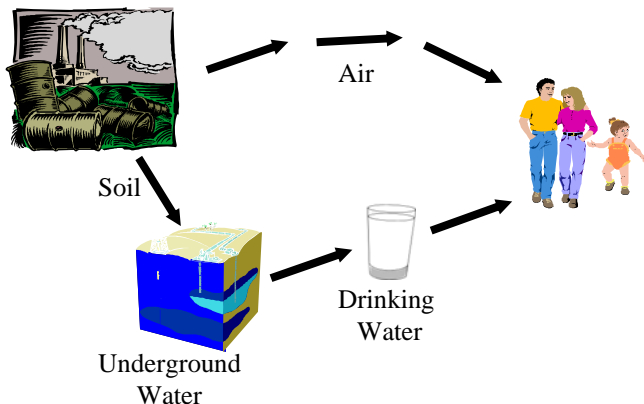 Air
Soil
Drinking
Water
Underground
Water